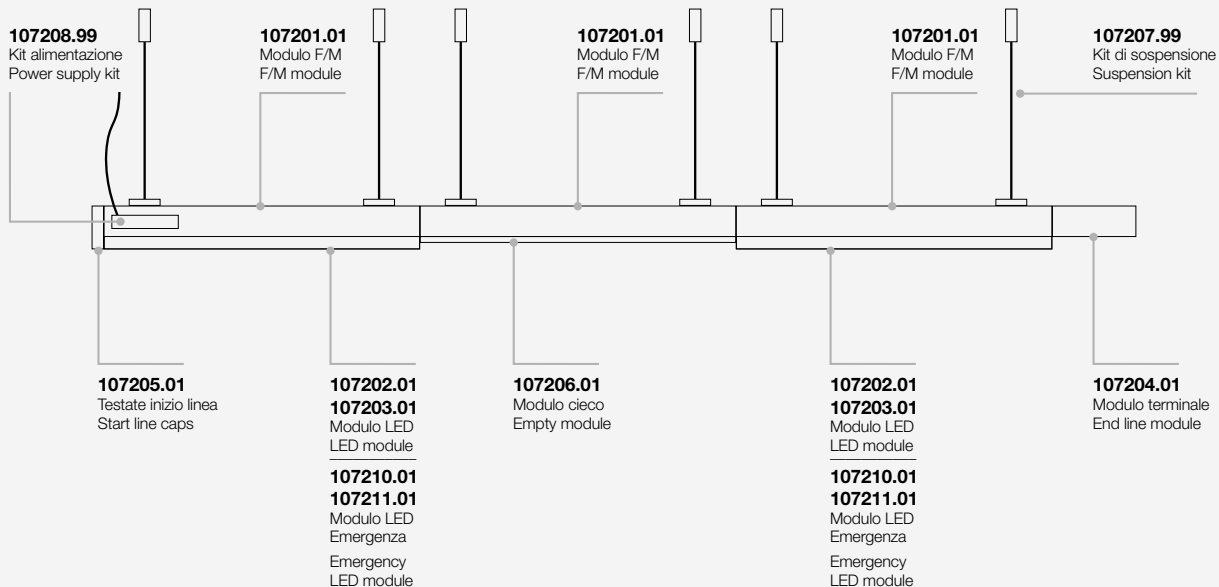 107208.99
Kit alimentazione
Power supply kit
107201.01
Modulo F/M
F/M module
107201.01
Modulo F/M
F/M module
107201.01
Modulo F/M
F/M module
107207.99
Kit di sospensione
Suspension kit
107205.01
Testate inizio linea
Start line caps
107202.01
107203.01
Modulo LED
LED module
107210.01
107211.01
Modulo LED
Emergenza
Emergency
LED module
107206.01
Modulo cieco
Empty module
107202.01
107203.01
Modulo LED
LED module
107210.01
107211.01
Modulo LED
Emergenza
Emergency
LED module
107204.01
Modulo terminale
End line module